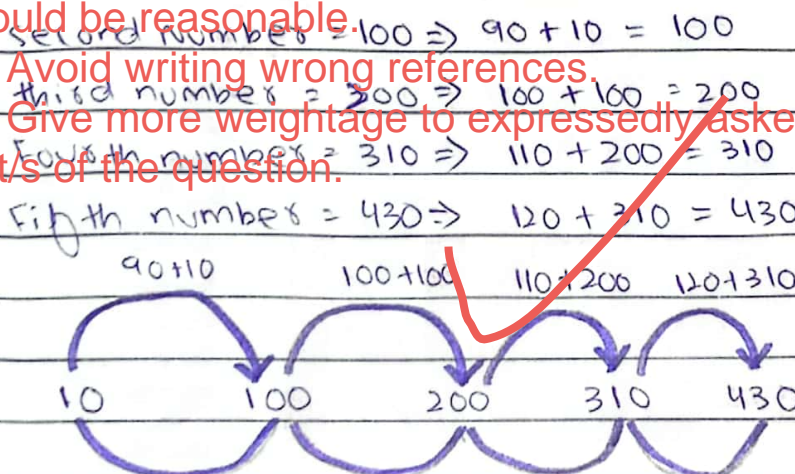 ould be reasonable.
Second number = 100 ⇒ 90 + 10 = 100
Avoid writing wrong references.
third number = 200 ⇒ 100 + 100 = 200
Give more weightage to expressedly aske
Fourth number = 310 ⇒ 110 + 200 = 310
t/s of the question.
Fifth number = 430 ⇒ 120 + 310 = 430
90+10 100+100 110+200 120+310
10 100 200 310 430